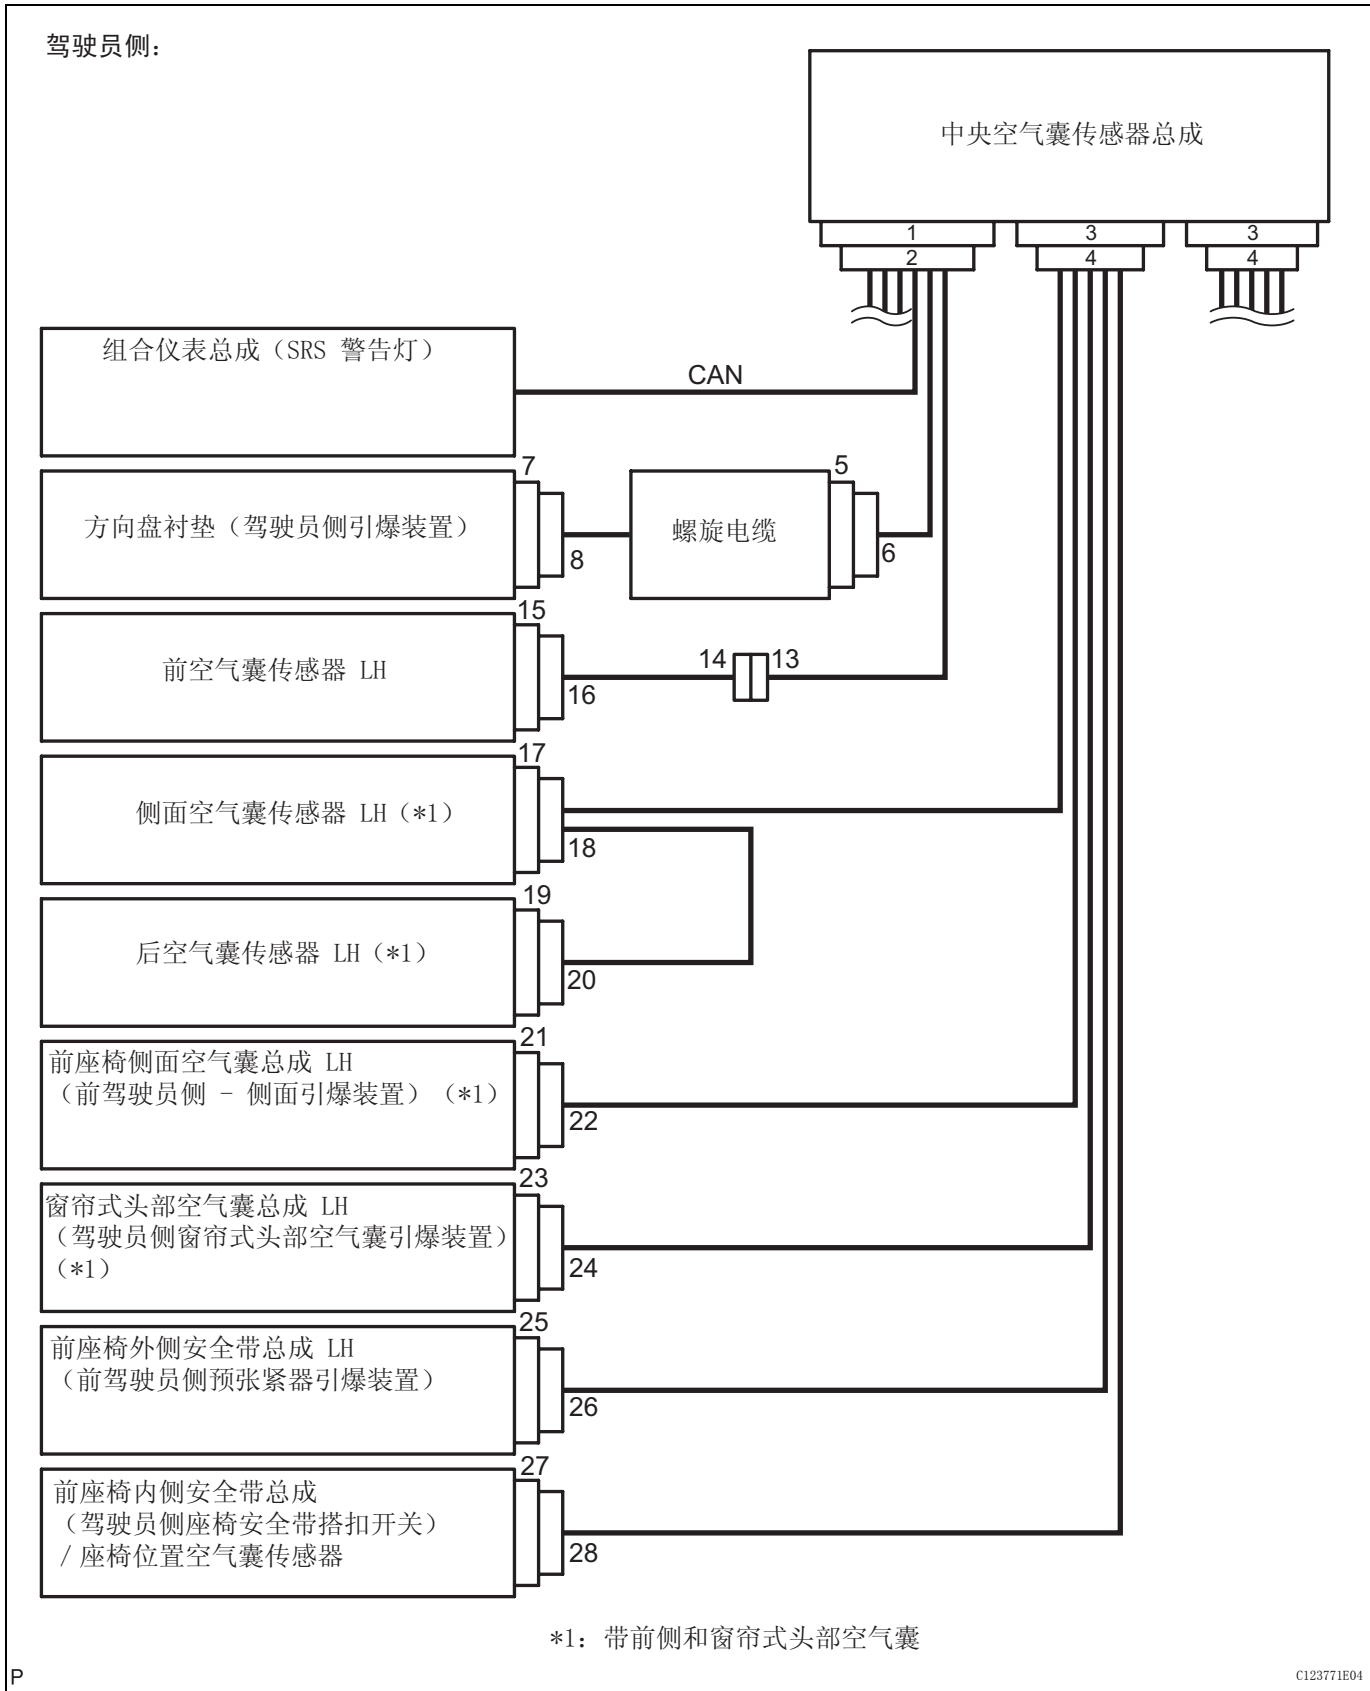 驾驶员侧：
中央空气囊传感器总成
1
3
3
2
4
4
组合仪表总成（SRS 警告灯）
CAN
7
5
方向盘衬垫（驾驶员侧引爆装置）
螺旋电缆
8
6
15
前空气囊传感器 LH
14
13
16
17
侧面空气囊传感器 LH（*1）
18
19
后空气囊传感器 LH（*1）
20
21
前座椅侧面空气囊总成 LH
（前驾驶员侧 - 侧面引爆装置）（*1）
22
23
窗帘式头部空气囊总成 LH
（驾驶员侧窗帘式头部空气囊引爆装置）
（*1）
24
25
前座椅外侧安全带总成 LH
（前驾驶员侧预张紧器引爆装置）
26
27
前座椅内侧安全带总成
（驾驶员侧座椅安全带搭扣开关）
/ 座椅位置空气囊传感器
28
*1：带前侧和窗帘式头部空气囊
P
C123771E04